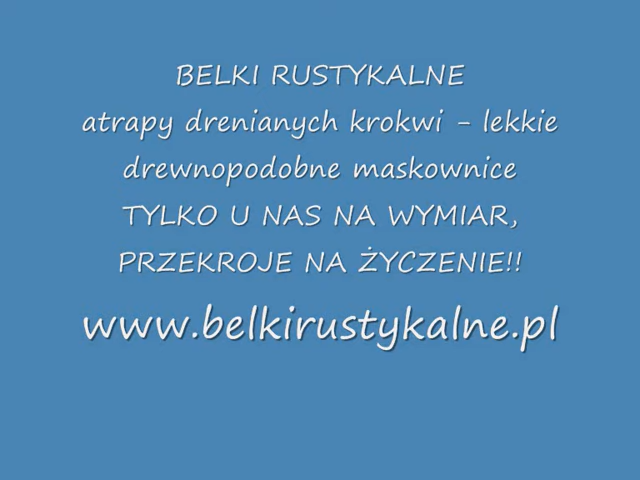 BELKI RUSTYKALNE
atrapy drenianych krokwi - lekkie
drewnopodobne maskownice
TYLKO U NAS NA WYMIAR,
PRZEKROJE NA ŻYCZENIE!!
www.belkirustykalne.pl